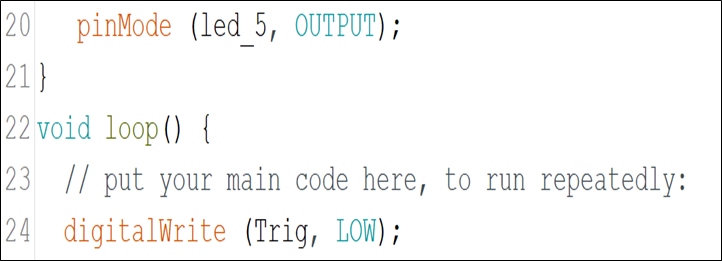 20 pinMode (led_5, OUTPUT);
21 }
22 void loop() {
23 // put your main code here, to run repeatedly:
24 digitalWrite (Trig, LOW);